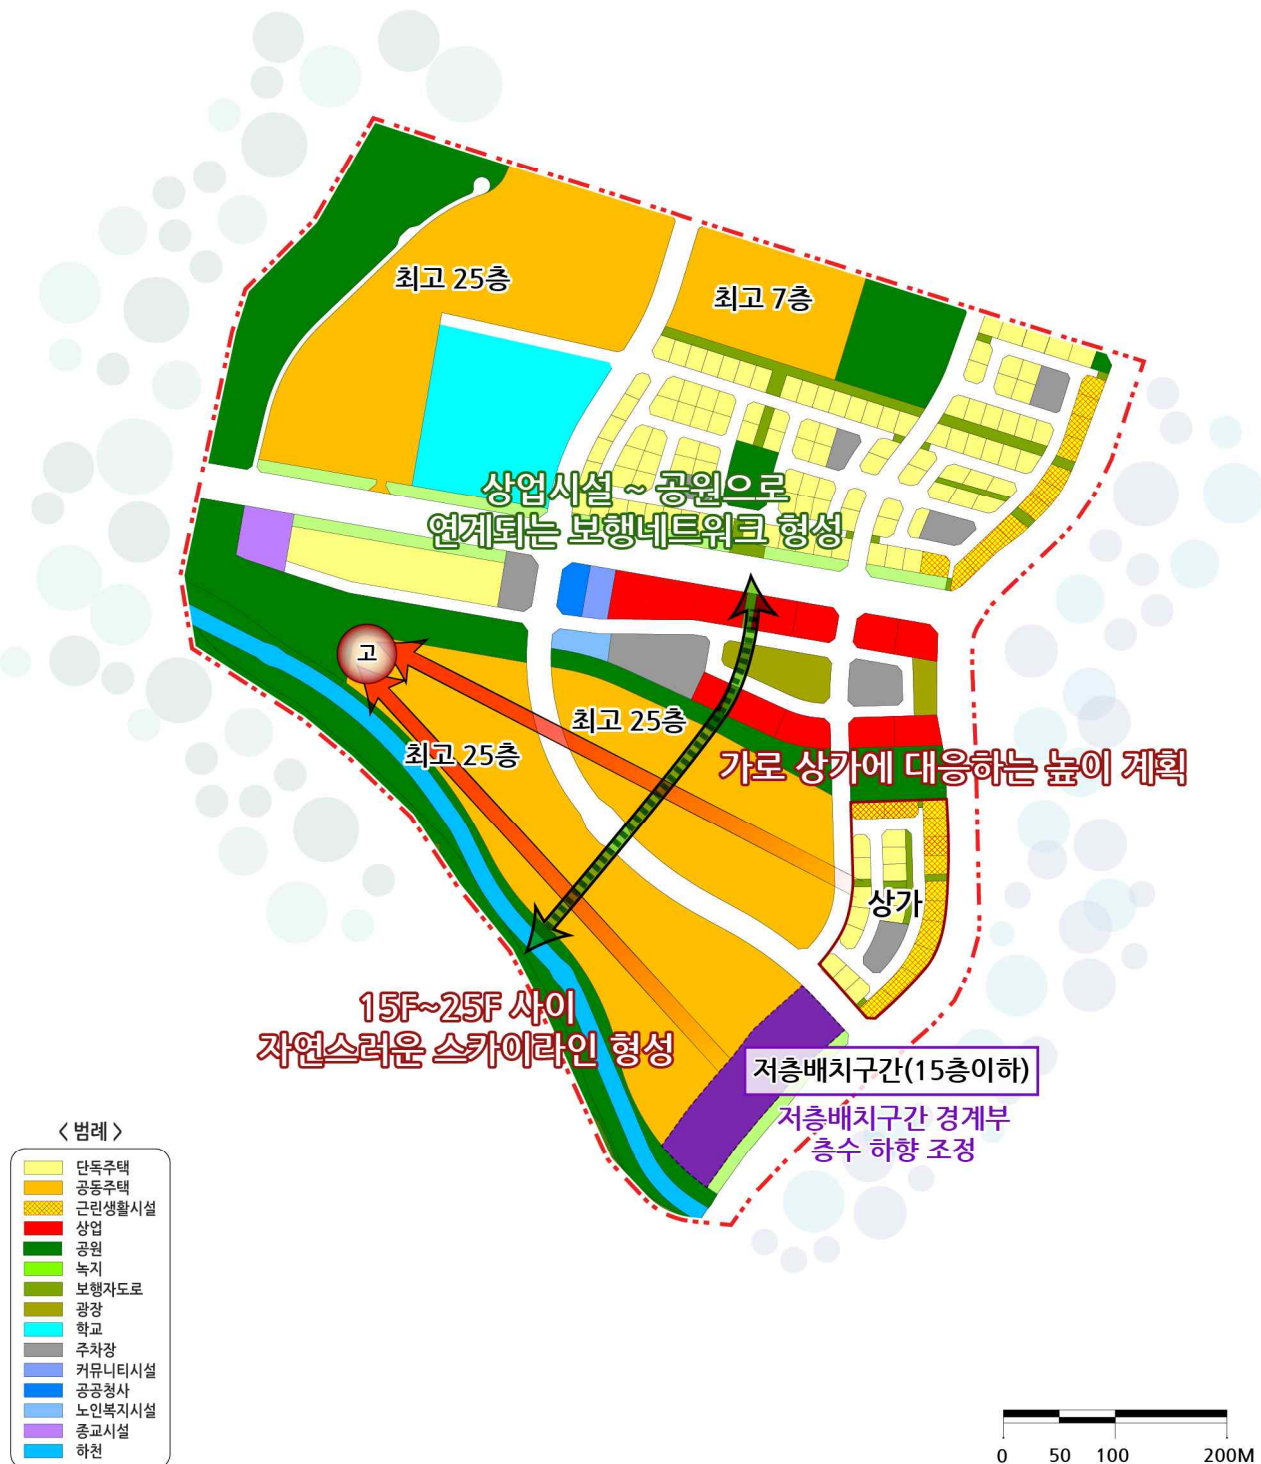 최고 25층
최고 7층
상업시설 ~ 공원으로
연계되는 보행네트워크 형성
고
최고 25층
최고 25층
가로 상가에 대응하는 높이 계획
상가
15F~25F 사이
자연스러운 스카이라인 형성
저층배치구간(15층이하)
저층배치구간 경계부
층수 하향 조정
< 범례 >
단독주택
공동주택
근린생활시설
상업
공원
녹지
보행자도로
광장
학교
주차장
커뮤니티시설
공공청사
노인복지시설
종교시설
하천
0 50 100 200M